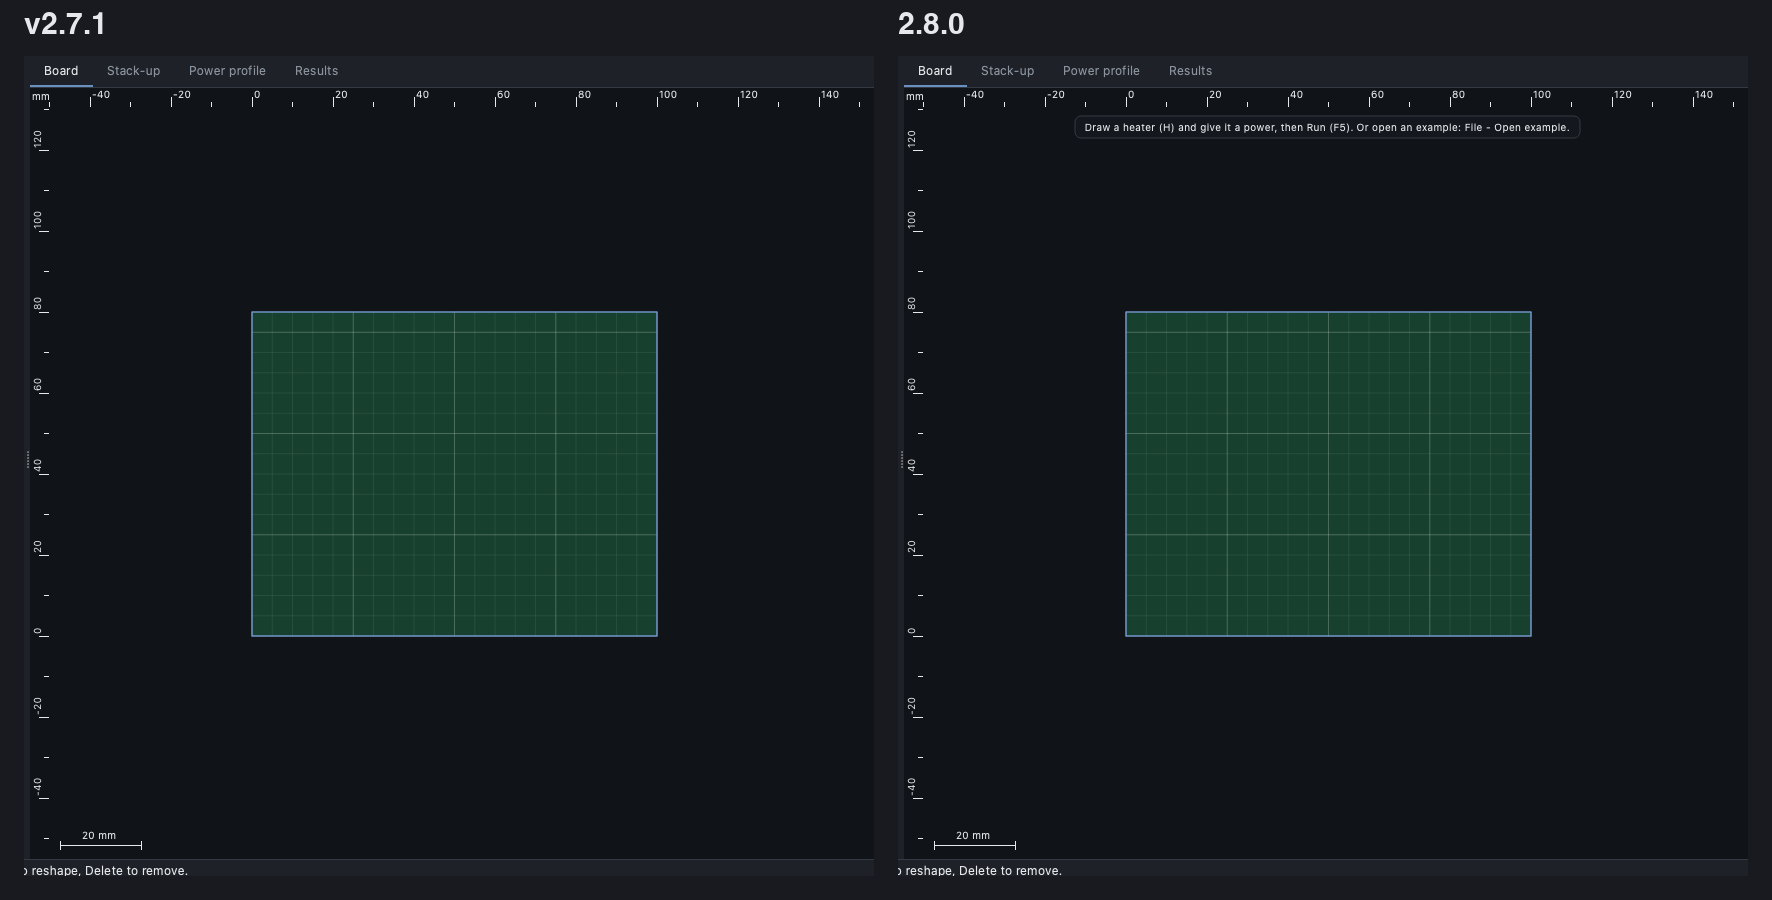 v2.7.1
Board Stack-up Power profile Results
mm -40 -20 0 20 40 60 80 100 120 140
120
100
80
60
40
20
0
-20
-40
20 mm
reshape, Delete to remove.
2.8.0
Board Stack-up Power profile Results
mm -40 -20 0 20 40 60 80 100 120 140
Draw a heater (H) and give it a power, then Run (F5). Or open an example: File - Open example.
120
100
80
60
40
20
0
-20
-40
20 mm
reshape, Delete to remove.